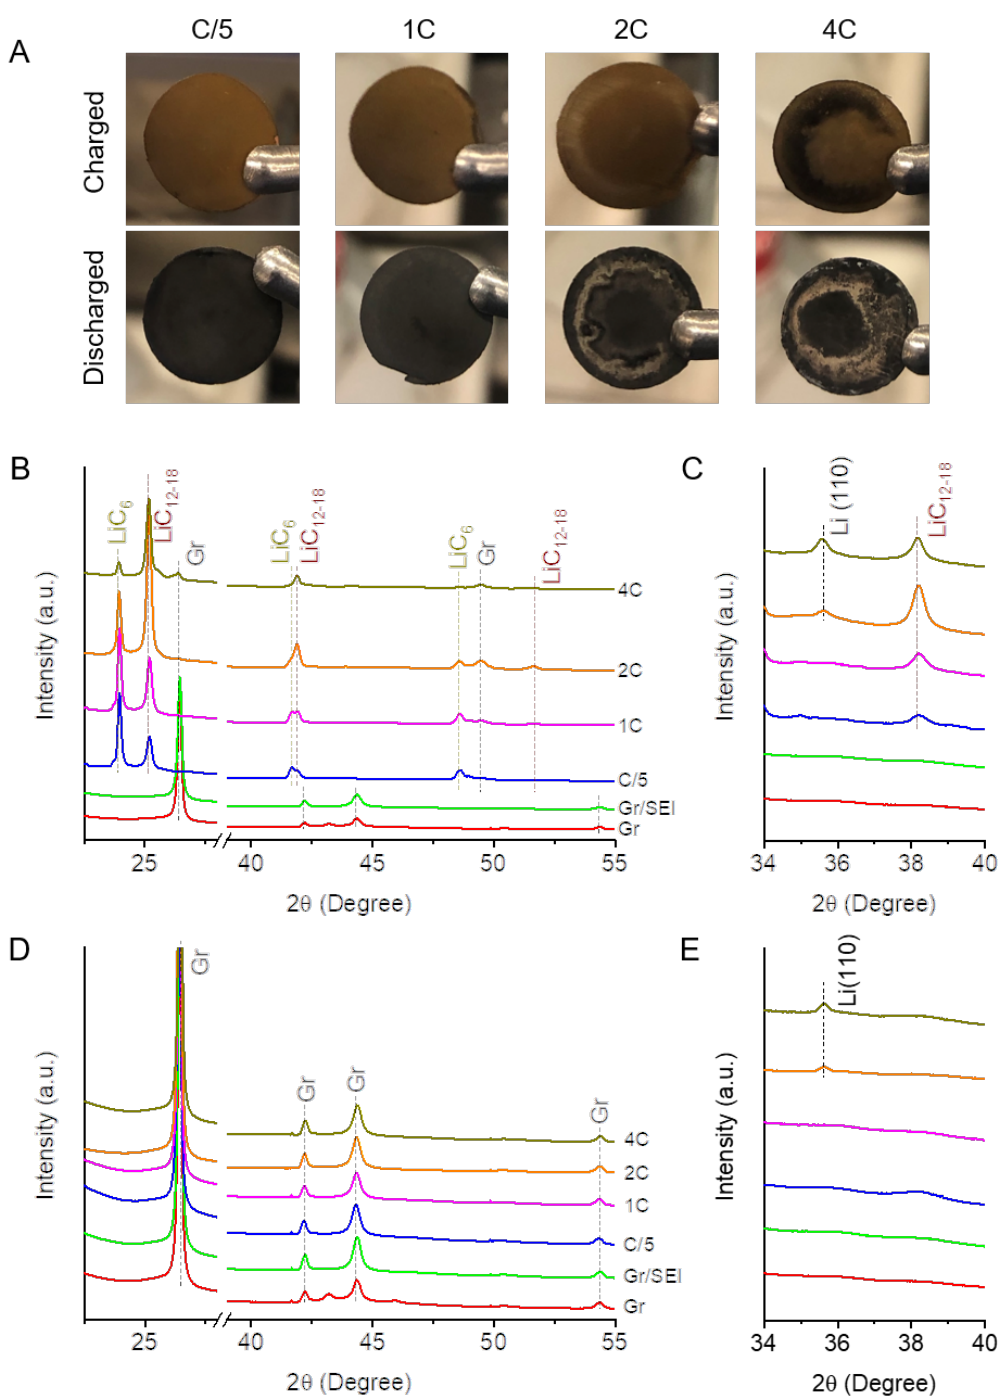 C/5 1C 2C 4C
A
Charged
Discharged
B
LiC6
LiC12-18
Gr
LiC6
LiC12-18
LiC6
Gr
LiC12-18
4C
2C
1C
C/5
Gr/SEI
Gr
Intensity (a.u.)
25 40 45 50 55
2θ (Degree)
C
Li (110)
LiC12-18
Intensity (a.u.)
34 36 38 40
2θ (Degree)
D
Gr
Gr
Gr
Gr
4C
2C
1C
C/5
Gr/SEI
Gr
Intensity (a.u.)
25 40 45 50 55
2θ (Degree)
E
Li(110)
Intensity (a.u.)
34 36 38 40
2θ (Degree)